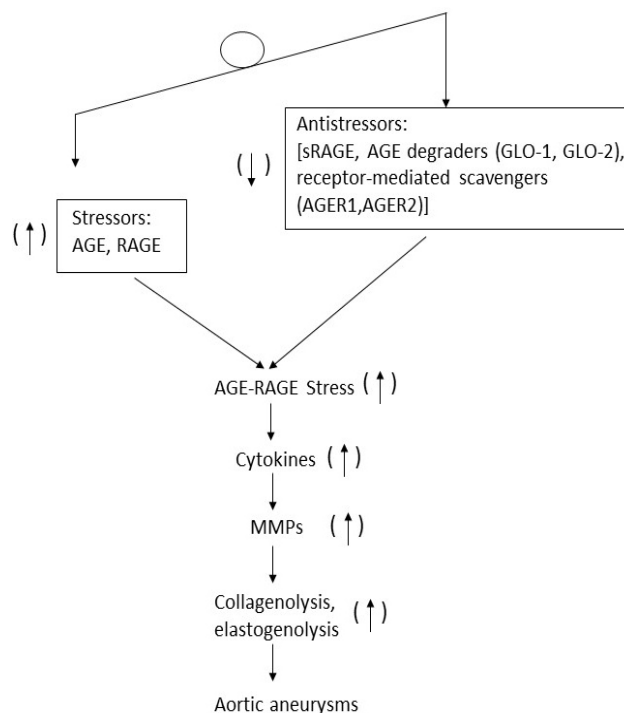 Antistressors:
[sRAGE, AGE degraders (GLO-1, GLO-2),
receptor-mediated scavengers
(AGER1,AGER2)]
(↓)
Stressors:
AGE, RAGE
(↑)
AGE-RAGE Stress (↑)
Cytokines (↑)
MMPs (↑)
Collagenolysis,
elastogenolysis (↑)
Aortic aneurysms